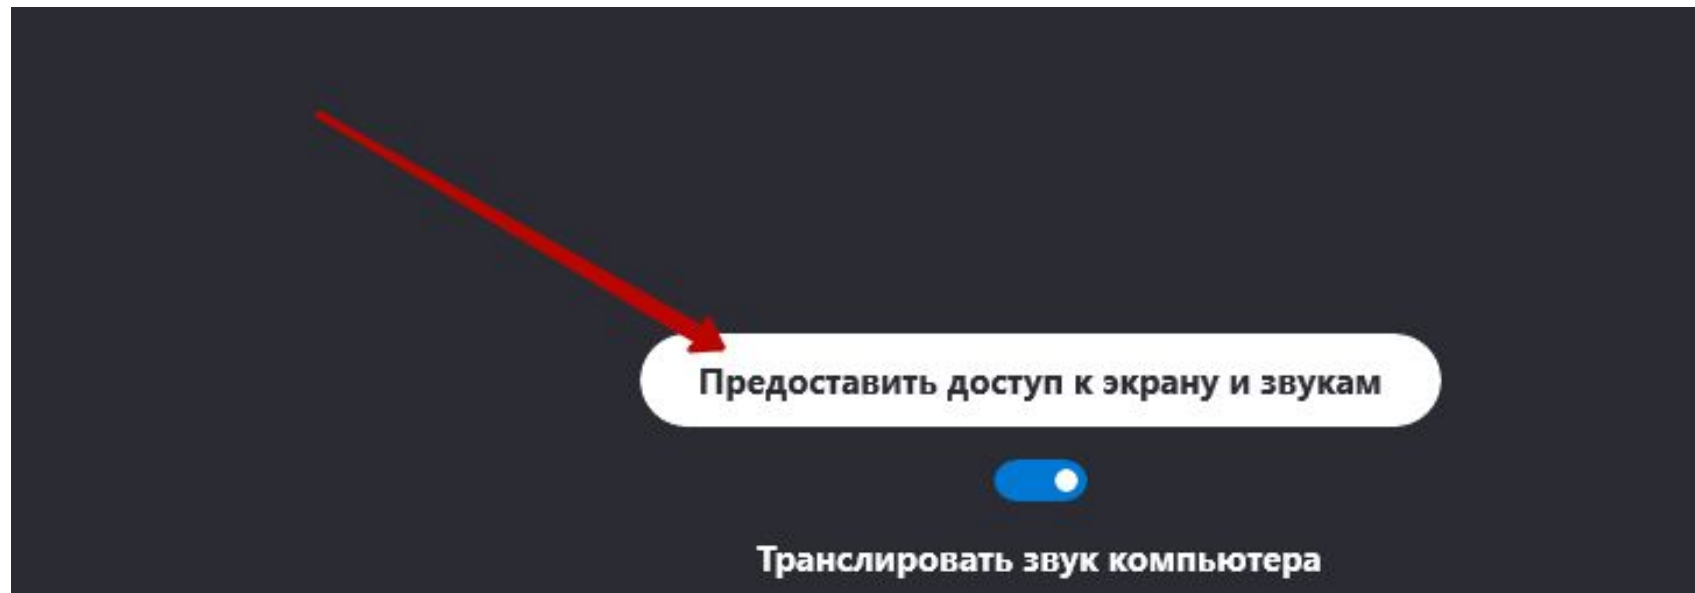 Предоставить доступ к экрану и звукам
Транслировать звук компьютера